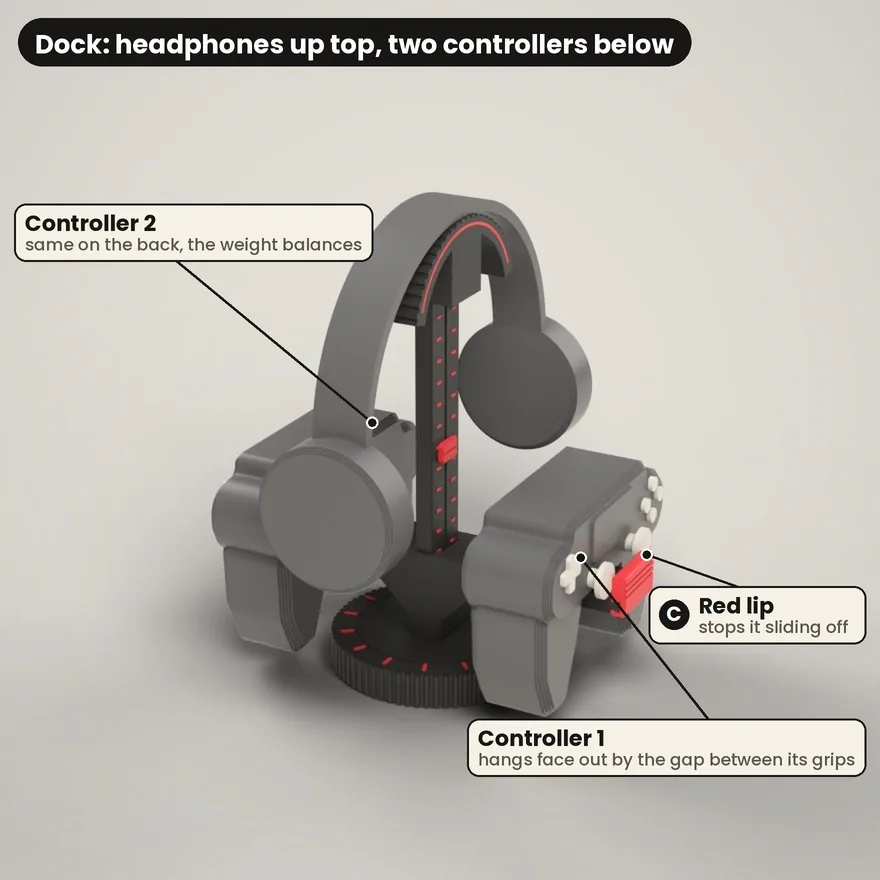 Dock: headphones up top, two controllers below
Controller 2
same on the back, the weight balances
C
Red lip
stops it sliding off
Controller 1
hangs face out by the gap between its grips